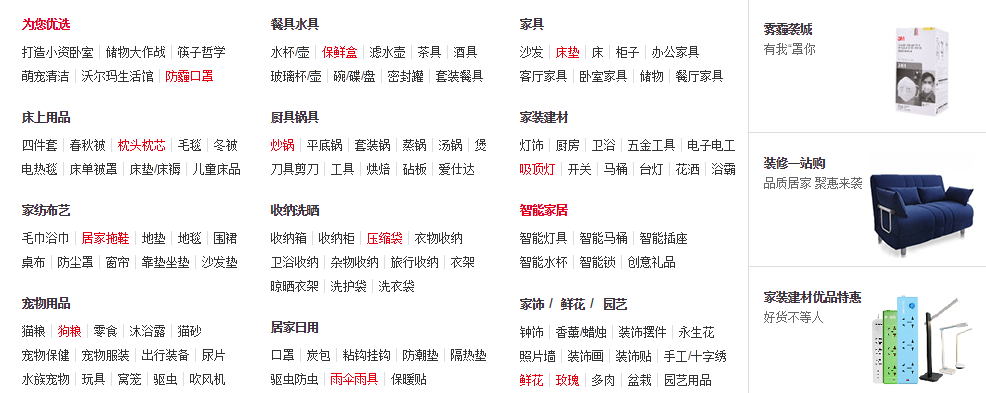 为您优选
打造小资卧室 储物大作战 筷子哲学
萌宠清洁 沃尔玛生活馆 防霾口罩
床上用品
四件套 春秋被 枕头枕芯 毛毯 冬被
电热毯 床单被罩 床垫/床褥 儿童床品
家纺布艺
毛巾浴巾 居家拖鞋 地垫 地毯 围裙
桌布 防尘罩 窗帘 靠垫坐垫 沙发垫
宠物用品
猫粮 狗粮 零食 沐浴露 猫砂
宠物保健 宠物服装 出行装备 尿片
水族宠物 玩具 窝笼 驱虫 吹风机
餐具水具
水杯/壶 保鲜盒 滤水壶 茶具 酒具
玻璃杯/壶 碗/碟/盘 密封罐 套装餐具
厨具锅具
炒锅 平底锅 套装锅 蒸锅 汤锅 煲
刀具剪刀 工具 烘焙 砧板 爱仕达
收纳洗晒
收纳箱 收纳柜 压缩袋 衣物收纳
卫浴收纳 杂物收纳 旅行收纳 衣架
晾晒衣架 洗护袋 洗衣袋
居家日用
口罩 炭包 粘钩挂钩 防潮垫 隔热垫
驱虫防虫 雨伞雨具 保暖贴
家具
沙发 床垫 床 柜子 办公家具
客厅家具 卧室家具 储物 餐厅家具
家装建材
灯饰 厨房 卫浴 五金工具 电子电工
吸顶灯 开关 马桶 台灯 花洒 浴霸
智能家居
智能灯具 智能马桶 智能插座
智能水杯 智能锁 创意礼品
家饰 / 鲜花 / 园艺
钟饰 香薰/蜡烛 装饰摆件 永生花
照片墙 装饰画 装饰贴 手工/十字绣
鲜花 玫瑰 多肉 盆栽 园艺用品
雾霾袭城
有我"罩你
3M
装修一站购
品质居家 聚惠来袭
家装建材优品特惠
好货不等人